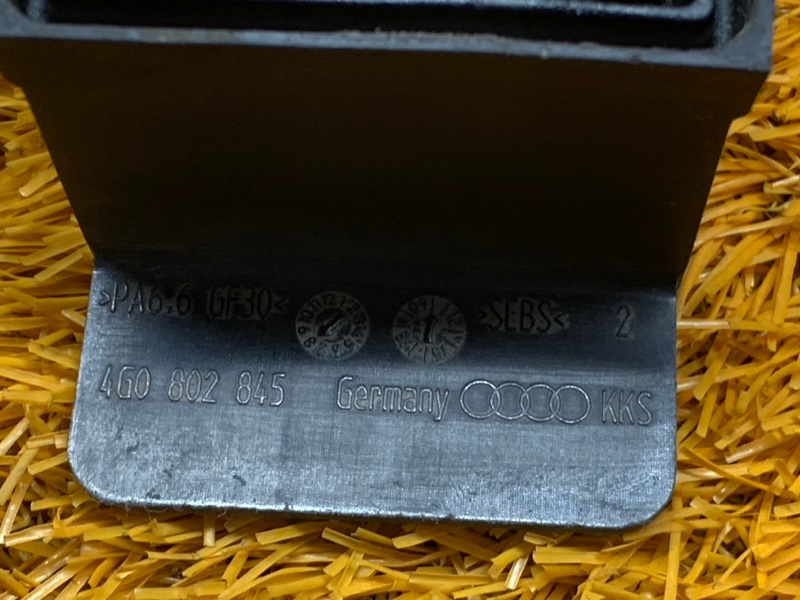 >PA6.6 GF30< >SEBS< 2
4G0 802 845 Germany KKS